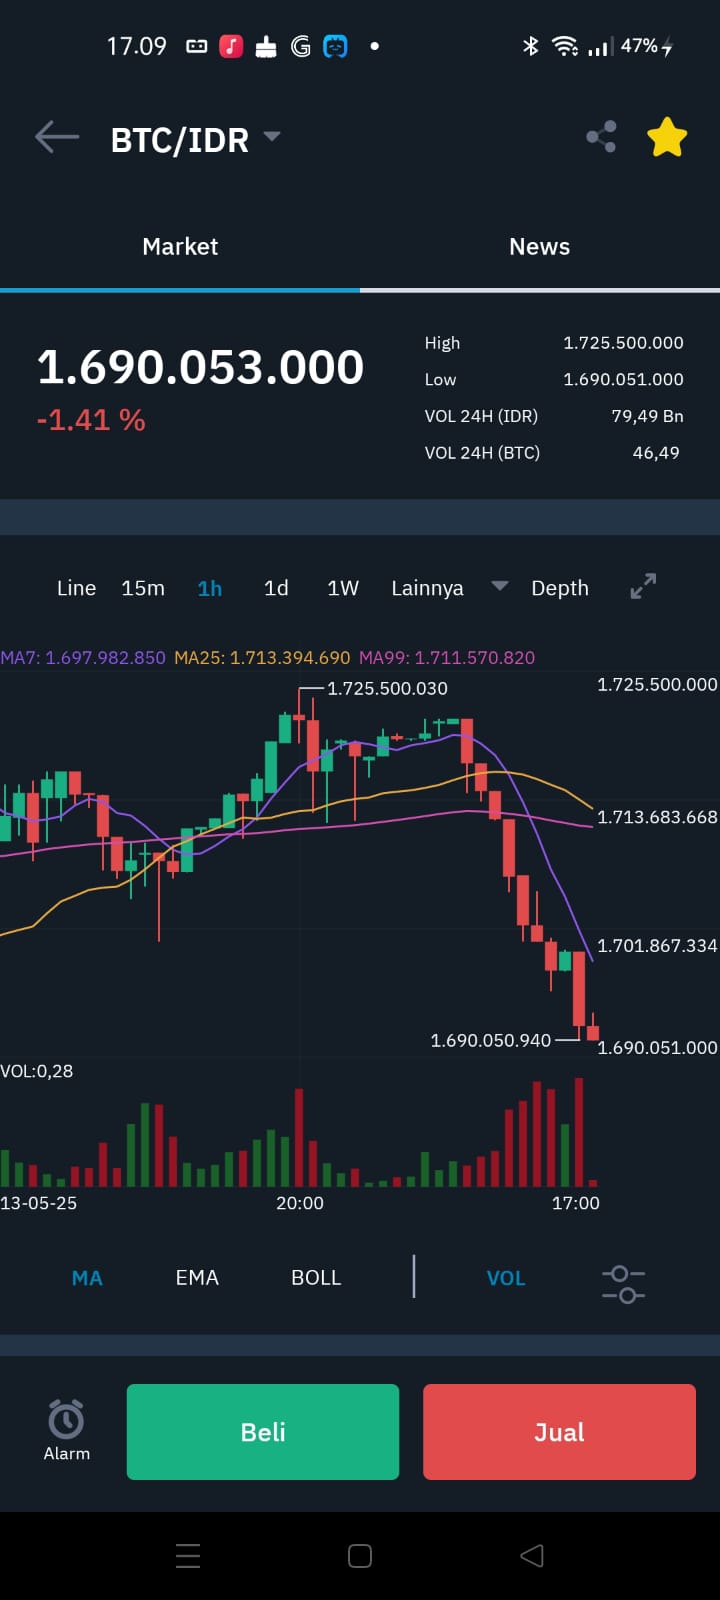 17.09 47%
BTC/IDR
Market News
1.690.053.000
-1.41 %
High 1.725.500.000
Low 1.690.051.000
VOL 24H (IDR) 79,49 Bn
VOL 24H (BTC) 46,49
Line 15m 1h 1d 1W Lainnya Depth
MA7: 1.697.982.850 MA25: 1.713.394.690 MA99: 1.711.570.820
1.725.500.030 1.725.500.000
1.713.683.668
1.701.867.334
1.690.050.940 1.690.051.000
VOL:0,28
13-05-25 20:00 17:00
MA EMA BOLL VOL
Alarm Beli Jual